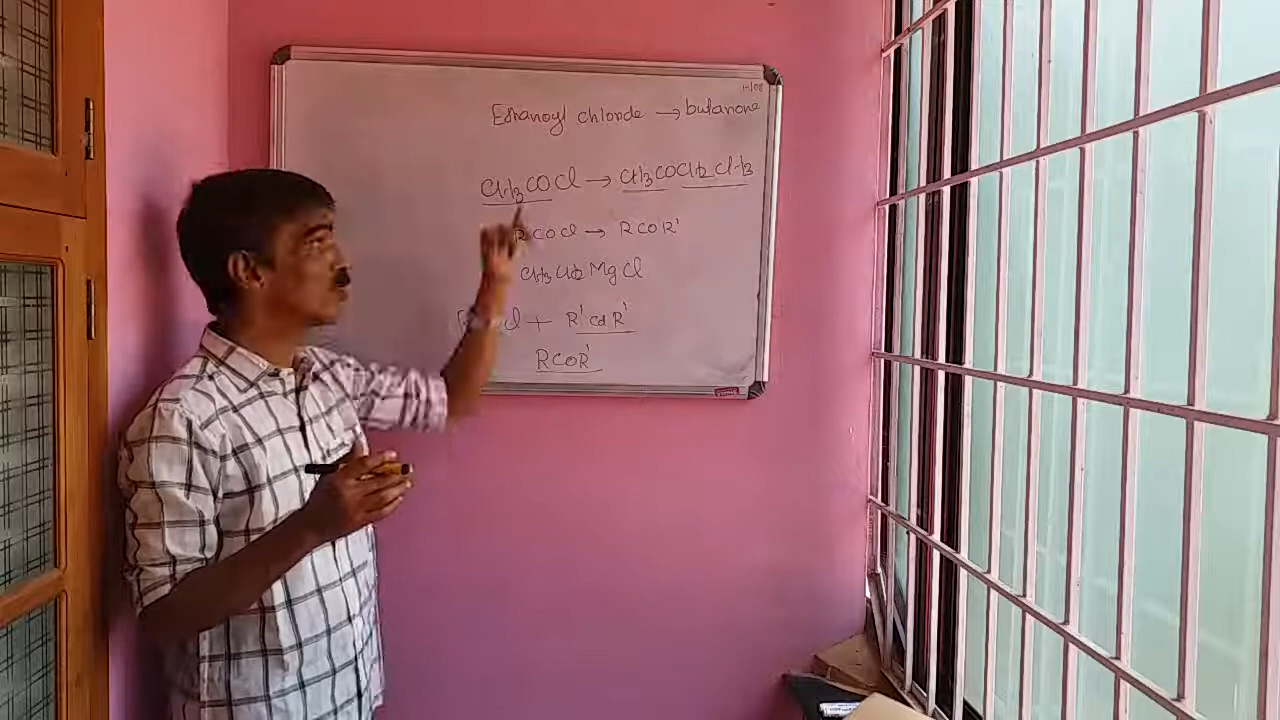 Ethanoyl chloride → butanone
CH3COCl → CH3COCH2CH3
RCOCl → RCOR'
CH3CH2MgCl
+ R'CdR'
RCOR'